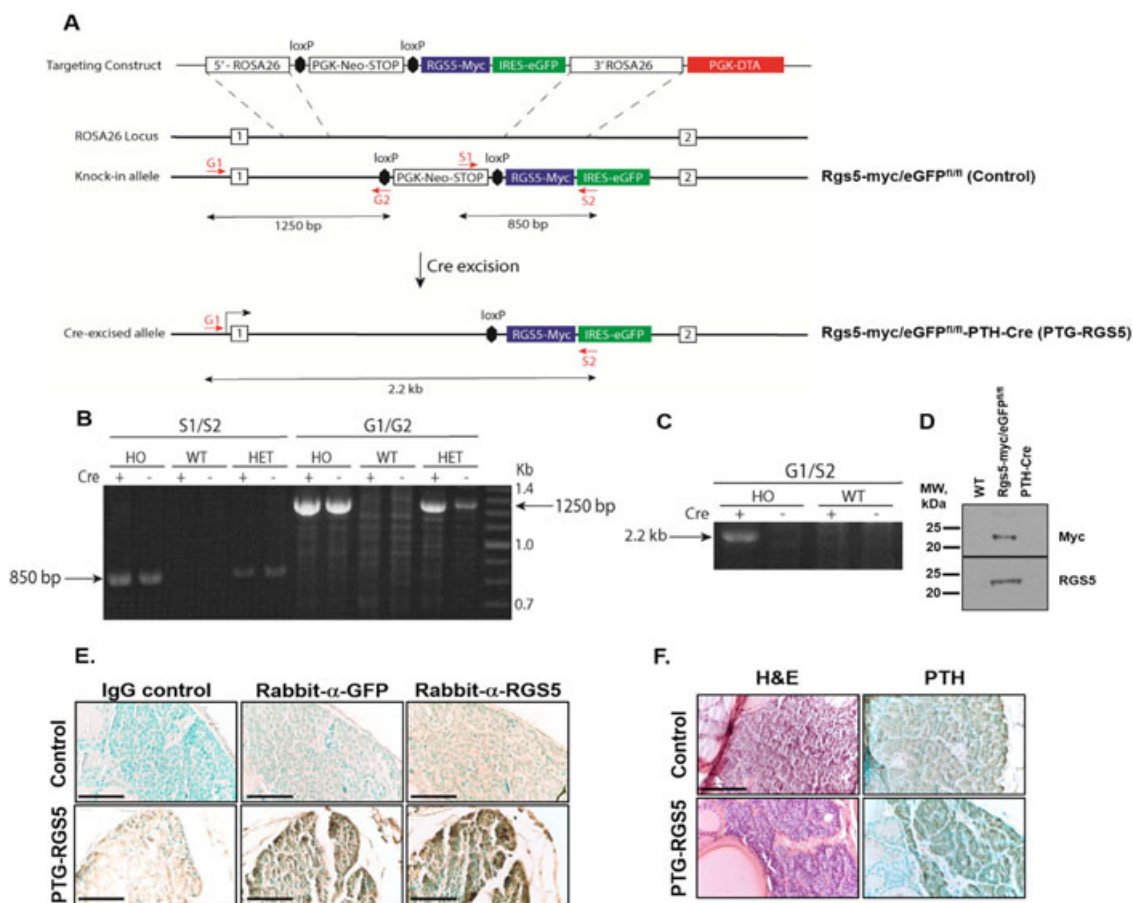 A
loxP loxP
Targeting Construct 5'- ROSA26 PGK-Neo-STOP RGS5-Myc IRES-eGFP 3' ROSA26 PGK-DTA
ROSA26 Locus 1 2
G1 loxP S1 loxP
Knock-in allele 1 PGK-Neo-STOP RGS5-Myc IRES-eGFP 2 Rgs5-myc/eGFPfl/fl (Control)
G2 S2
1250 bp 850 bp
Cre excision
loxP
Cre-excised allele G1 1 RGS5-Myc IRES-eGFP 2 Rgs5-myc/eGFPfl/fl-PTH-Cre (PTG-RGS5)
S2
2.2 kb
B
S1/S2 G1/G2
HO WT HET HO WT HET
Cre + - + - + - + - + - + - Kb
1.4
1250 bp
1.0
850 bp
0.7
C
G1/S2
HO WT
Cre + - + -
2.2 kb
D
WT
Rgs5-myc/eGFPfl/fl
PTH-Cre
MW,
kDa
25
20
Myc
25
20
RGS5
E.
IgG control Rabbit-α-GFP Rabbit-α-RGS5
Control
PTG-RGS5
F.
H&E PTH
Control
PTG-RGS5